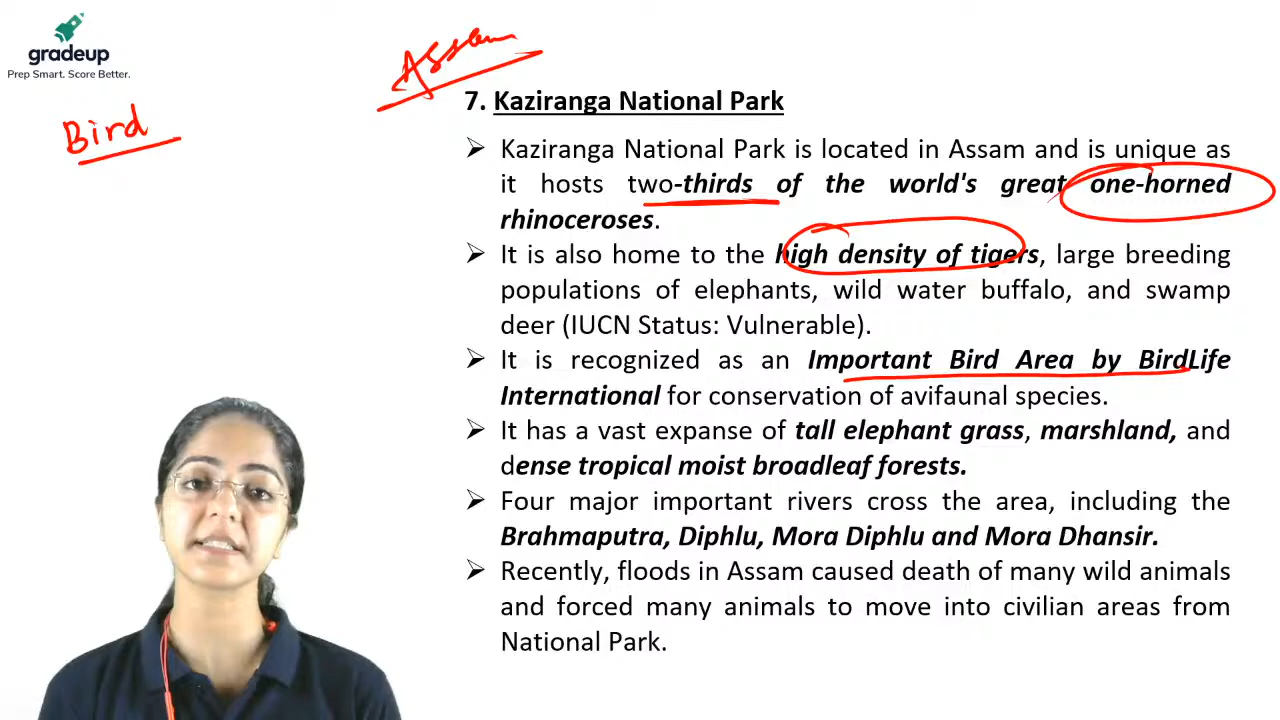 gradeup
Prep Smart. Score Better.
Assam
Bird
7. Kaziranga National Park
➢ Kaziranga National Park is located in Assam and is unique as
it hosts two-thirds of the world's great one-horned
rhinoceroses.
➢ It is also home to the high density of tigers, large breeding
populations of elephants, wild water buffalo, and swamp
deer (IUCN Status: Vulnerable).
➢ It is recognized as an Important Bird Area by BirdLife
International for conservation of avifaunal species.
➢ It has a vast expanse of tall elephant grass, marshland, and
dense tropical moist broadleaf forests.
➢ Four major important rivers cross the area, including the
Brahmaputra, Diphlu, Mora Diphlu and Mora Dhansir.
➢ Recently, floods in Assam caused death of many wild animals
and forced many animals to move into civilian areas from
National Park.